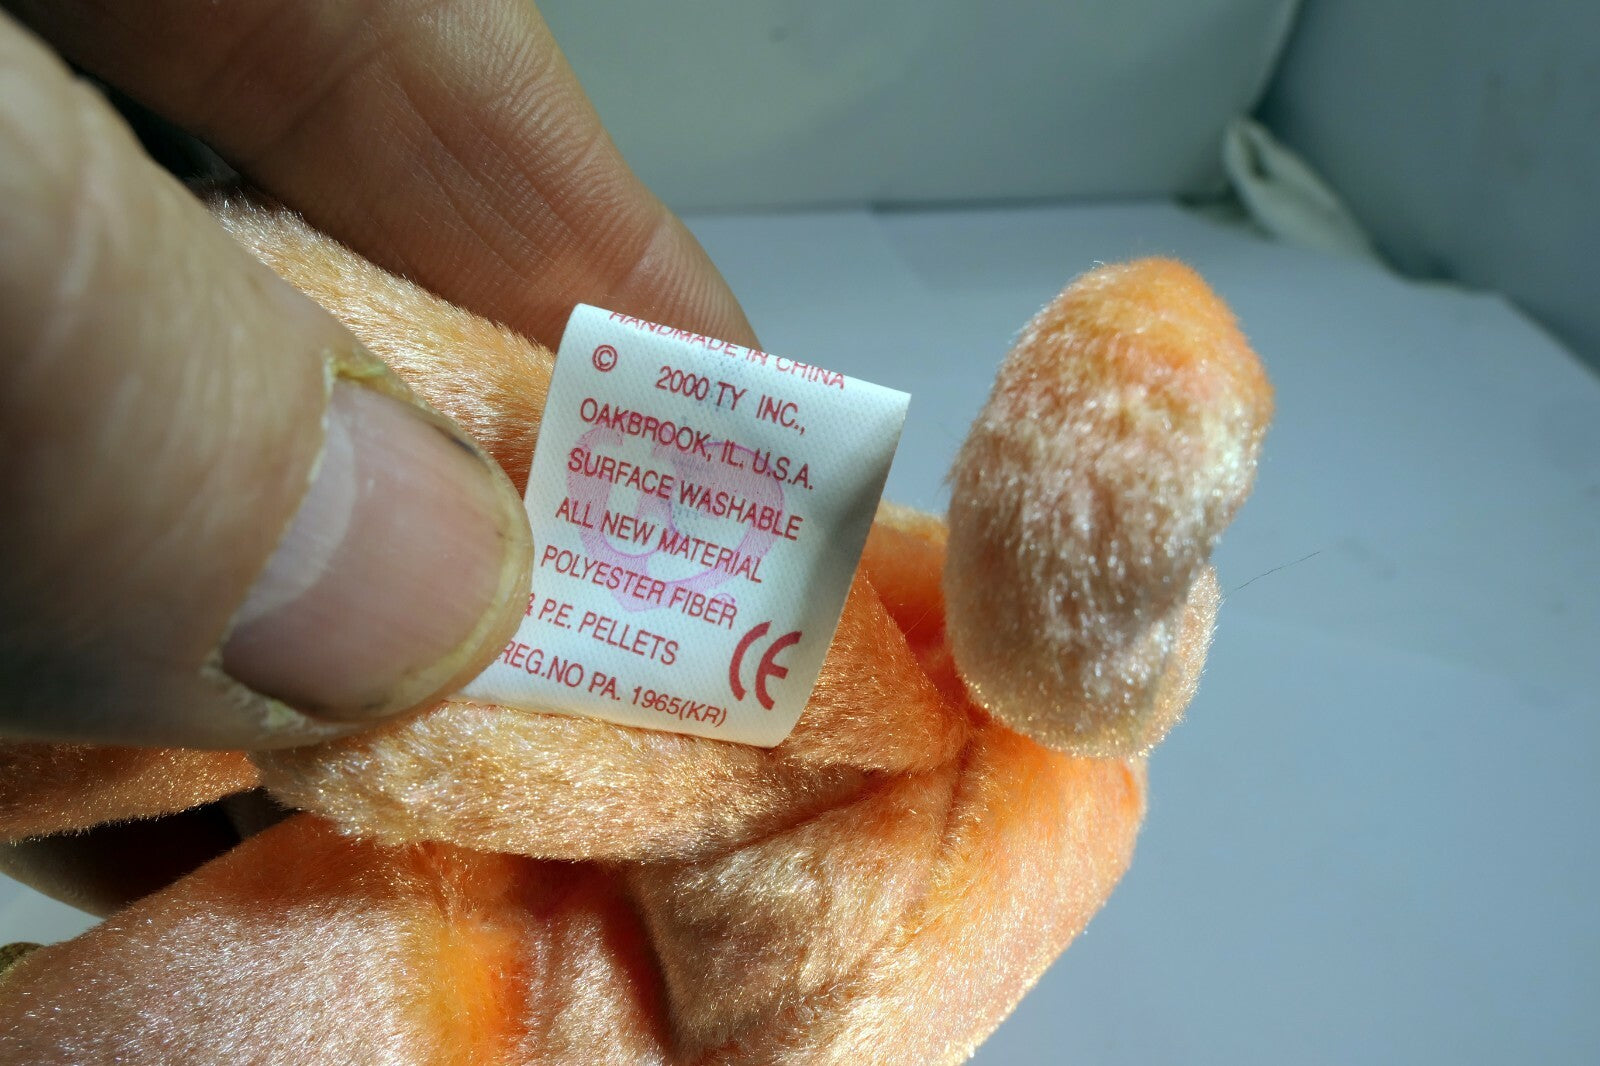 HANDMADE IN CHINA
© 2000 TY INC.,
OAKBROOK, IL. U.S.A.
SURFACE WASHABLE
ALL NEW MATERIAL
POLYESTER FIBER
& P.E. PELLETS
REG.NO PA. 1965(KR)
CE